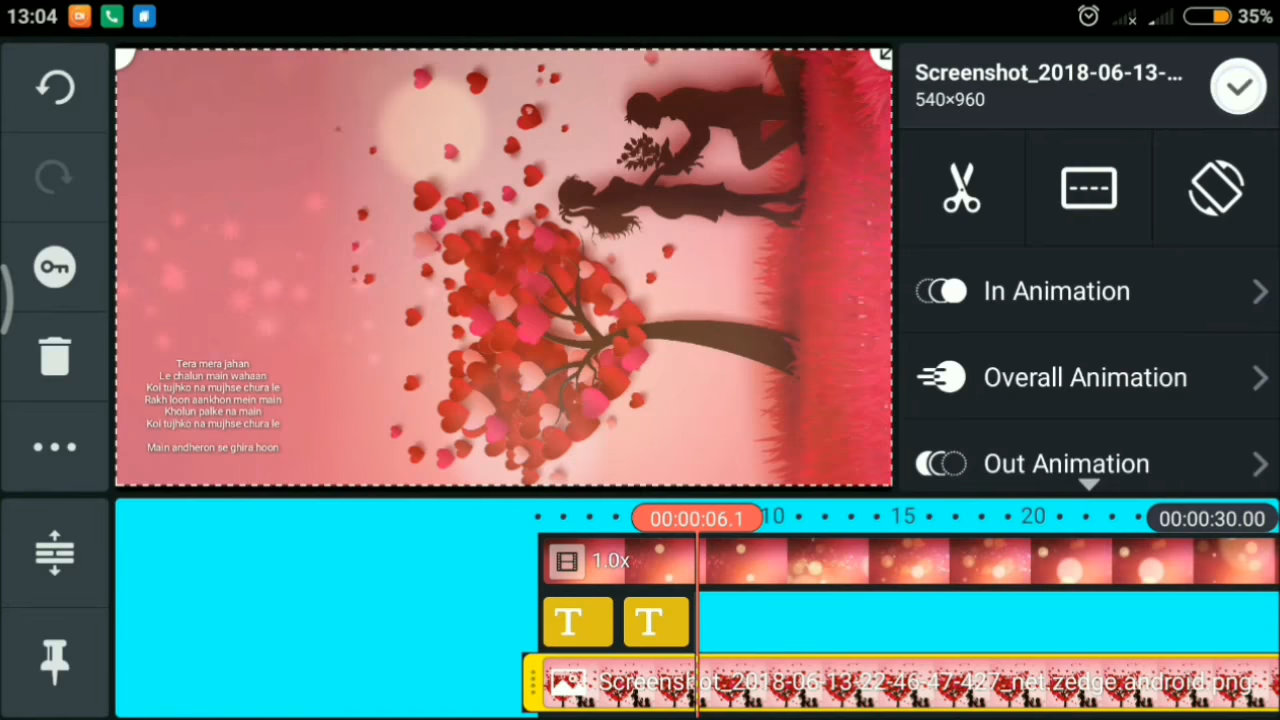 13:04
35%
Screenshot_2018-06-13-...
540×960
In Animation
Overall Animation
Out Animation
Tera mera jahan
Le chalun main wahaan
Koi tujhko na mujhse chura le
Rakh loon aankhon mein main
Kholun palke na main
Koi tujhko na mujhse chura le
Main andheron se ghira hoon
00:00:06.1
10
15
20
00:00:30.00
1.0x
T
T
Screenshot_2018-06-13-22-46-47-427_net.zedge.android.png